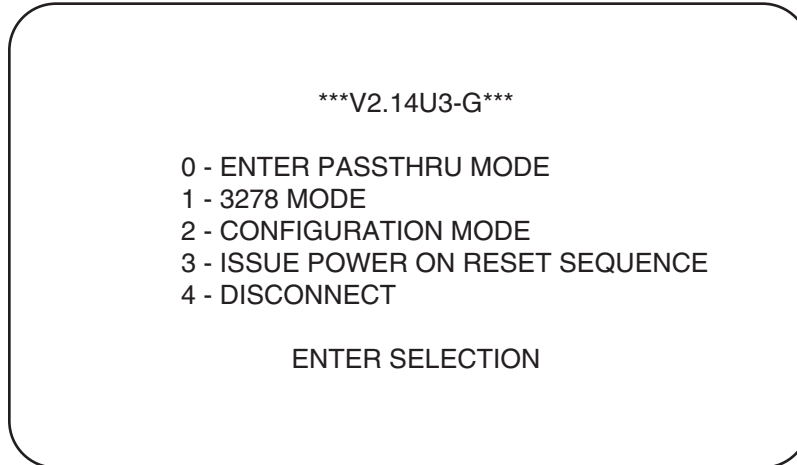 ***V2.14U3-G***
0 - ENTER PASSTHRU MODE
1 - 3278 MODE
2 - CONFIGURATION MODE
3 - ISSUE POWER ON RESET SEQUENCE
4 - DISCONNECT
ENTER SELECTION